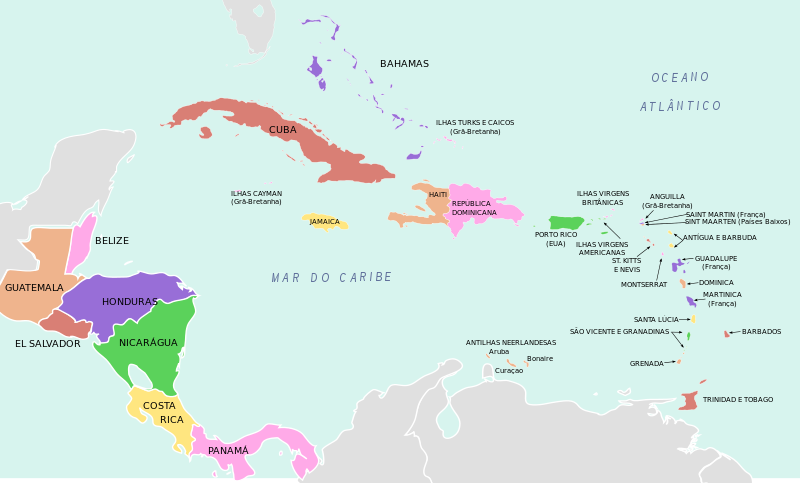 BAHAMAS
OCEANO
ATLÂNTICO
ILHAS TURKS E CAICOS
(Grã-Bretanha)
CUBA
ILHAS CAYMAN
(Grã-Bretanha)
HAITI
REPÚBLICA
DOMINICANA
JAMAICA
ILHAS VIRGENS
BRITÂNICAS
ANGUILLA
(Grã-Bretanha)
SAINT MARTIN (França)
SINT MAARTEN (Países Baixos)
PORTO RICO
(EUA)
ILHAS VIRGENS
AMERICANAS
ANTÍGUA E BARBUDA
ST. KITTS
E NEVIS
GUADALUPE
(França)
MONTSERRAT
DOMINICA
MARTINICA
(França)
SANTA LÚCIA
SÃO VICENTE E GRANADINAS
BARBADOS
GRENADA
TRINIDAD E TOBAGO
BELIZE
GUATEMALA
HONDURAS
MAR DO CARIBE
EL SALVADOR
NICARÁGUA
ANTILHAS NEERLANDESAS
Aruba
Bonaire
Curaçao
COSTA
RICA
PANAMÁ